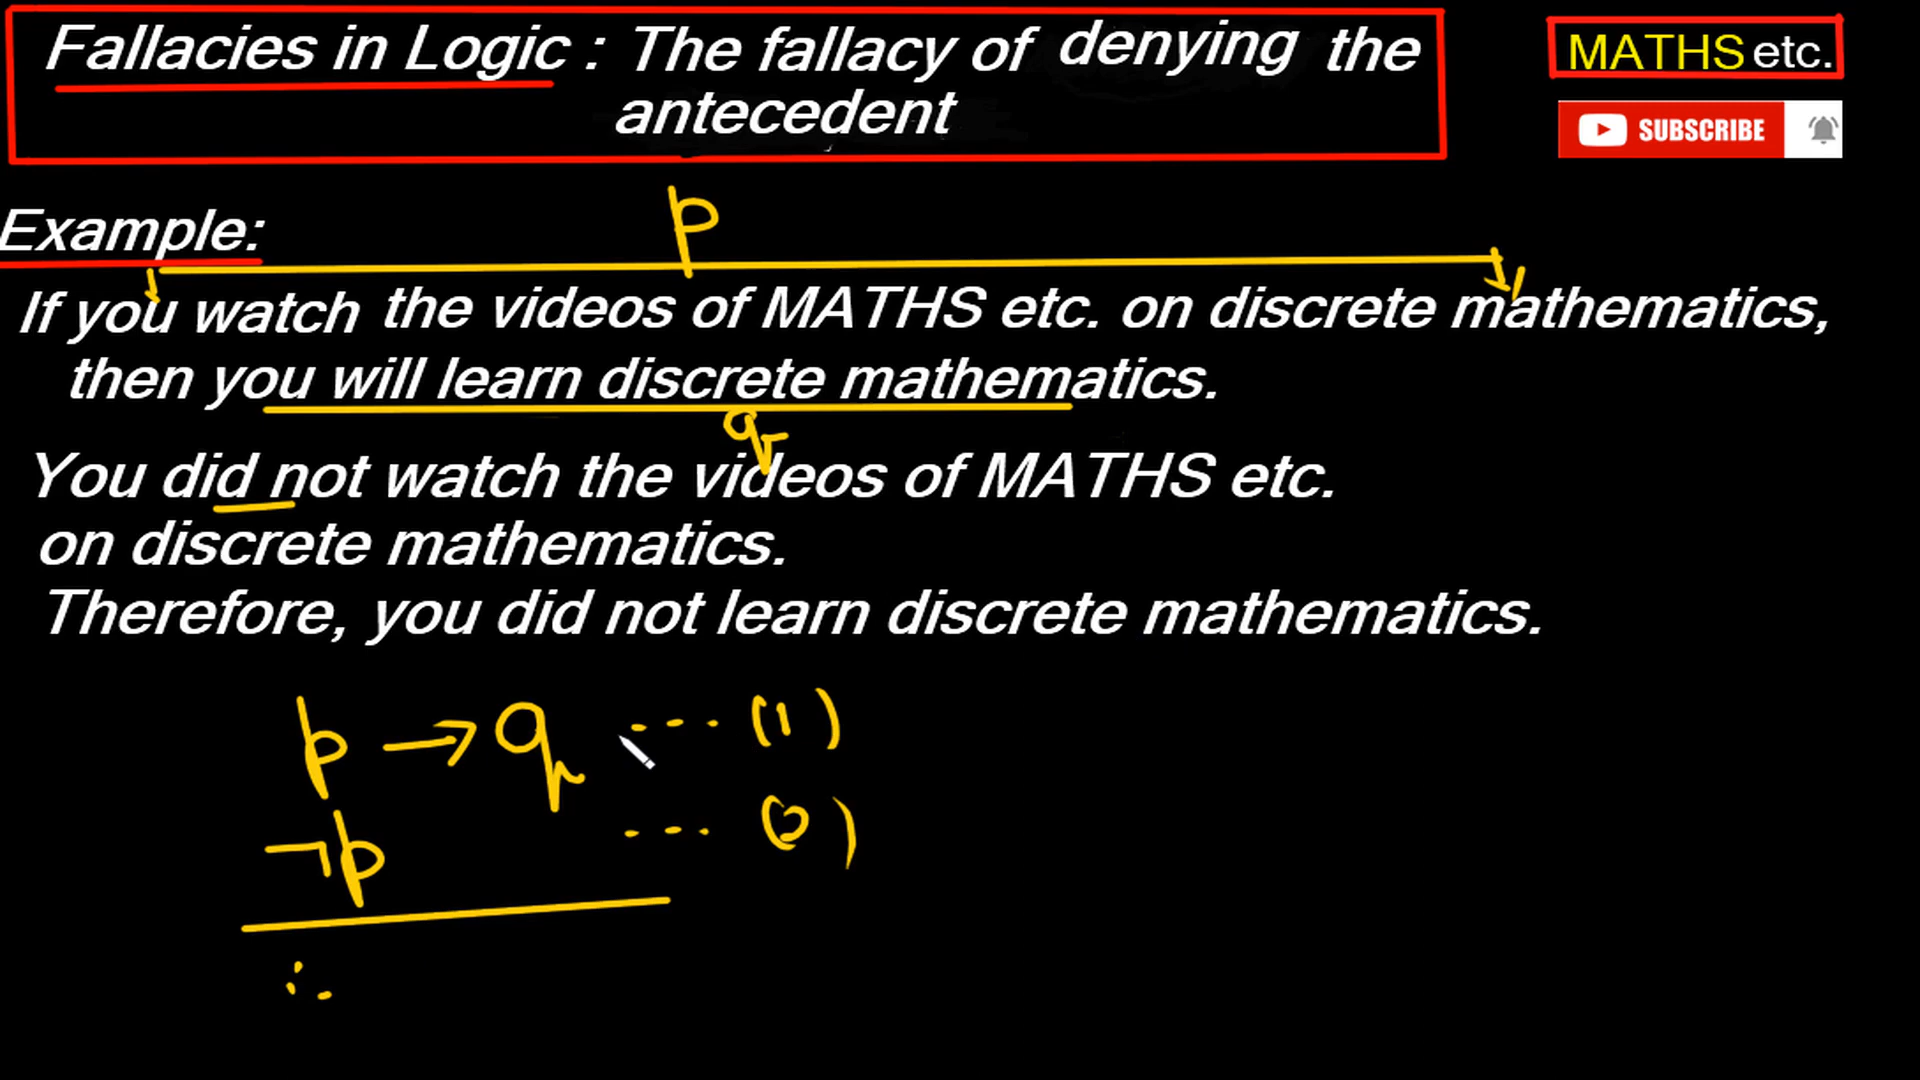 Fallacies in Logic : The fallacy of denying the
antecedent
MATHS etc.
SUBSCRIBE
Example:
p
If you watch the videos of MATHS etc. on discrete mathematics,
then you will learn discrete mathematics.
q
You did not watch the videos of MATHS etc.
on discrete mathematics.
Therefore, you did not learn discrete mathematics.
p → q --- (1)
¬p --- (2)
∴